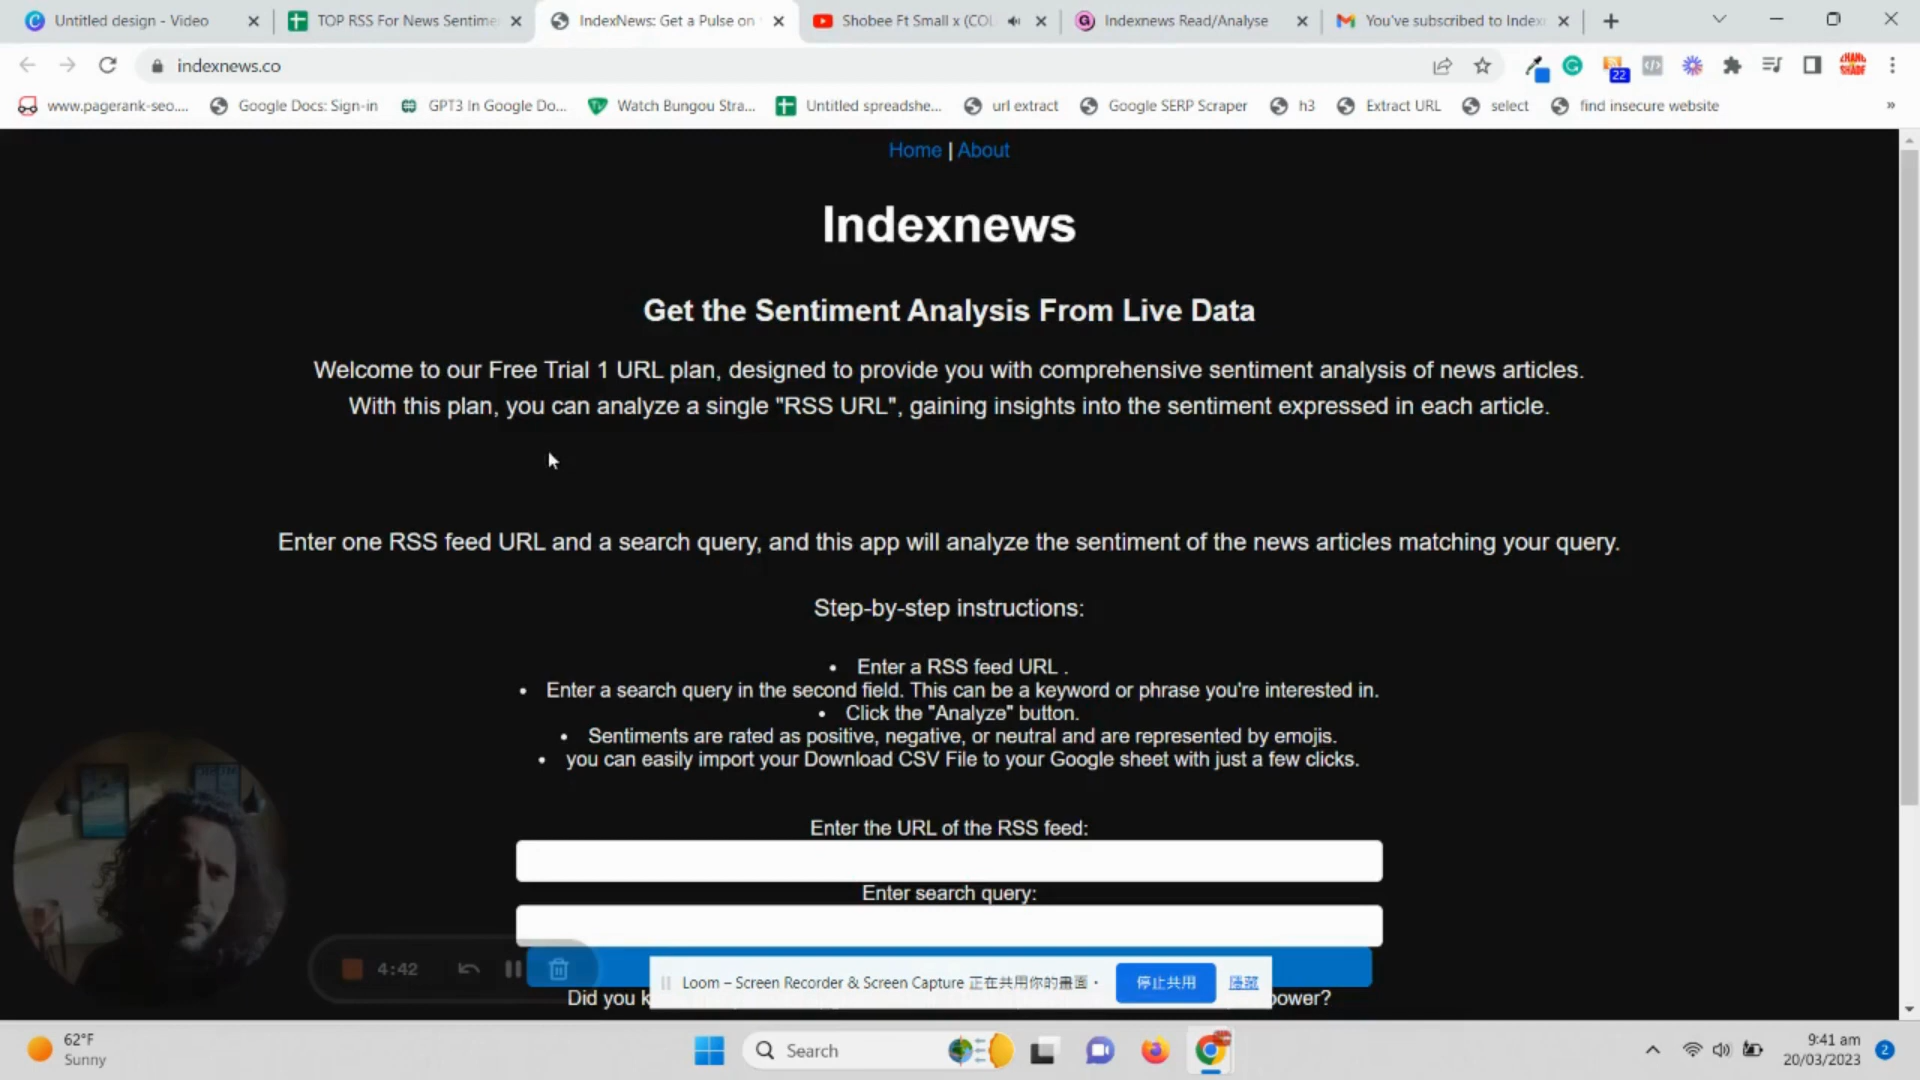 Untitled design - Video
TOP RSS For News Sentime
IndexNews: Get a Pulse on
Shobee Ft Small x (COL
Indexnews Read/Analyse
You've subscribed to Index
indexnews.co
22
www.pagerank-seo....
Google Docs: Sign-in
GPT3 In Google Do...
Watch Bungou Stra...
Untitled spreadshe...
url extract
Google SERP Scraper
h3
Extract URL
select
find insecure website
»
Home | About
Indexnews
Get the Sentiment Analysis From Live Data
Welcome to our Free Trial 1 URL plan, designed to provide you with comprehensive sentiment analysis of news articles.
With this plan, you can analyze a single "RSS URL", gaining insights into the sentiment expressed in each article.
Enter one RSS feed URL and a search query, and this app will analyze the sentiment of the news articles matching your query.
Step-by-step instructions:
• Enter a RSS feed URL .
• Enter a search query in the second field. This can be a keyword or phrase you're interested in.
• Click the "Analyze" button.
• Sentiments are rated as positive, negative, or neutral and are represented by emojis.
• you can easily import your Download CSV File to your Google sheet with just a few clicks.
Enter the URL of the RSS feed:
Enter search query:
4:42
Loom – Screen Recorder & Screen Capture 正在共用你的畫面。
停止共用
隱藏
Did you k
power?
62°F
Sunny
Search
9:41 am
20/03/2023
2